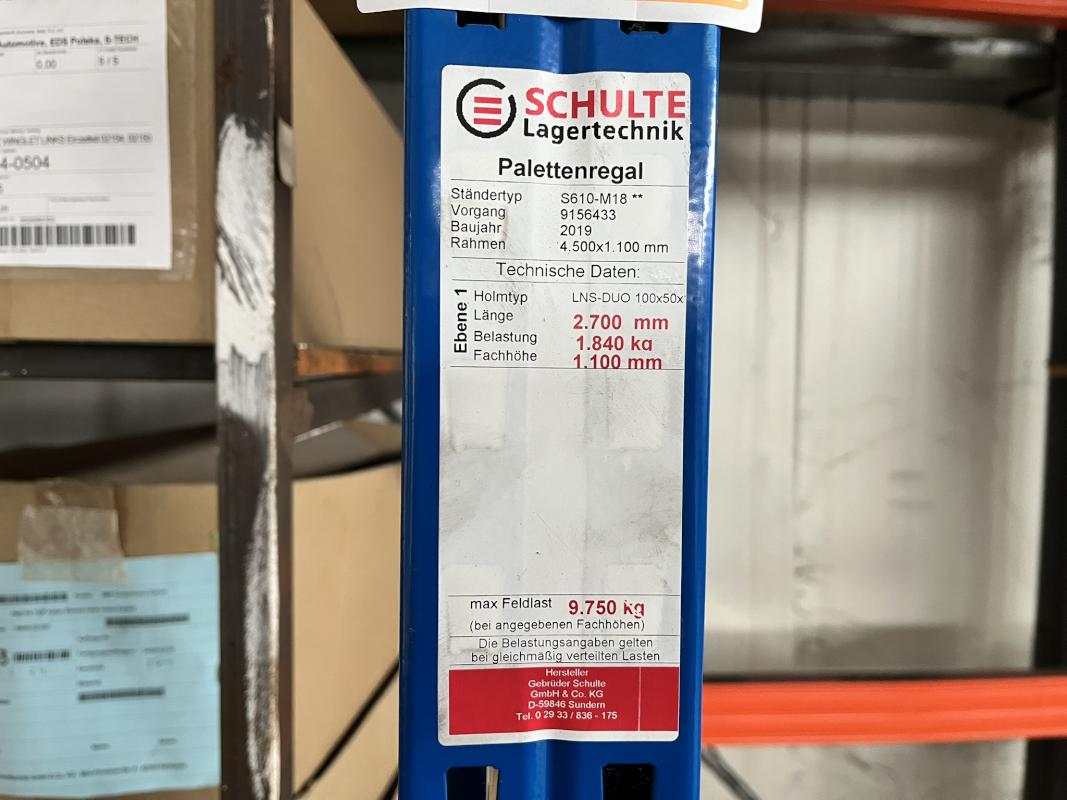 Automotive, EDS Polska, B-TECH
0,00
5 / 5
4-0504
SCHULTE
Lagertechnik
Palettenregal
Ständertyp S610-M18 **
Vorgang 9156433
Baujahr 2019
Rahmen 4.500x1.100 mm
Technische Daten:
Ebene 1
Holmtyp LNS-DUO 100x50x
Länge 2.700 mm
Belastung 1.840 kg
Fachhöhe 1.100 mm
max Feldlast 9.750 kg
(bei angegebenen Fachhöhen)
Die Belastungsangaben gelten
bei gleichmäßig verteilten Lasten
Hersteller
Gebrüder Schulte
GmbH & Co. KG
D-59846 Sundern
Tel. 0 29 33 / 836 - 175